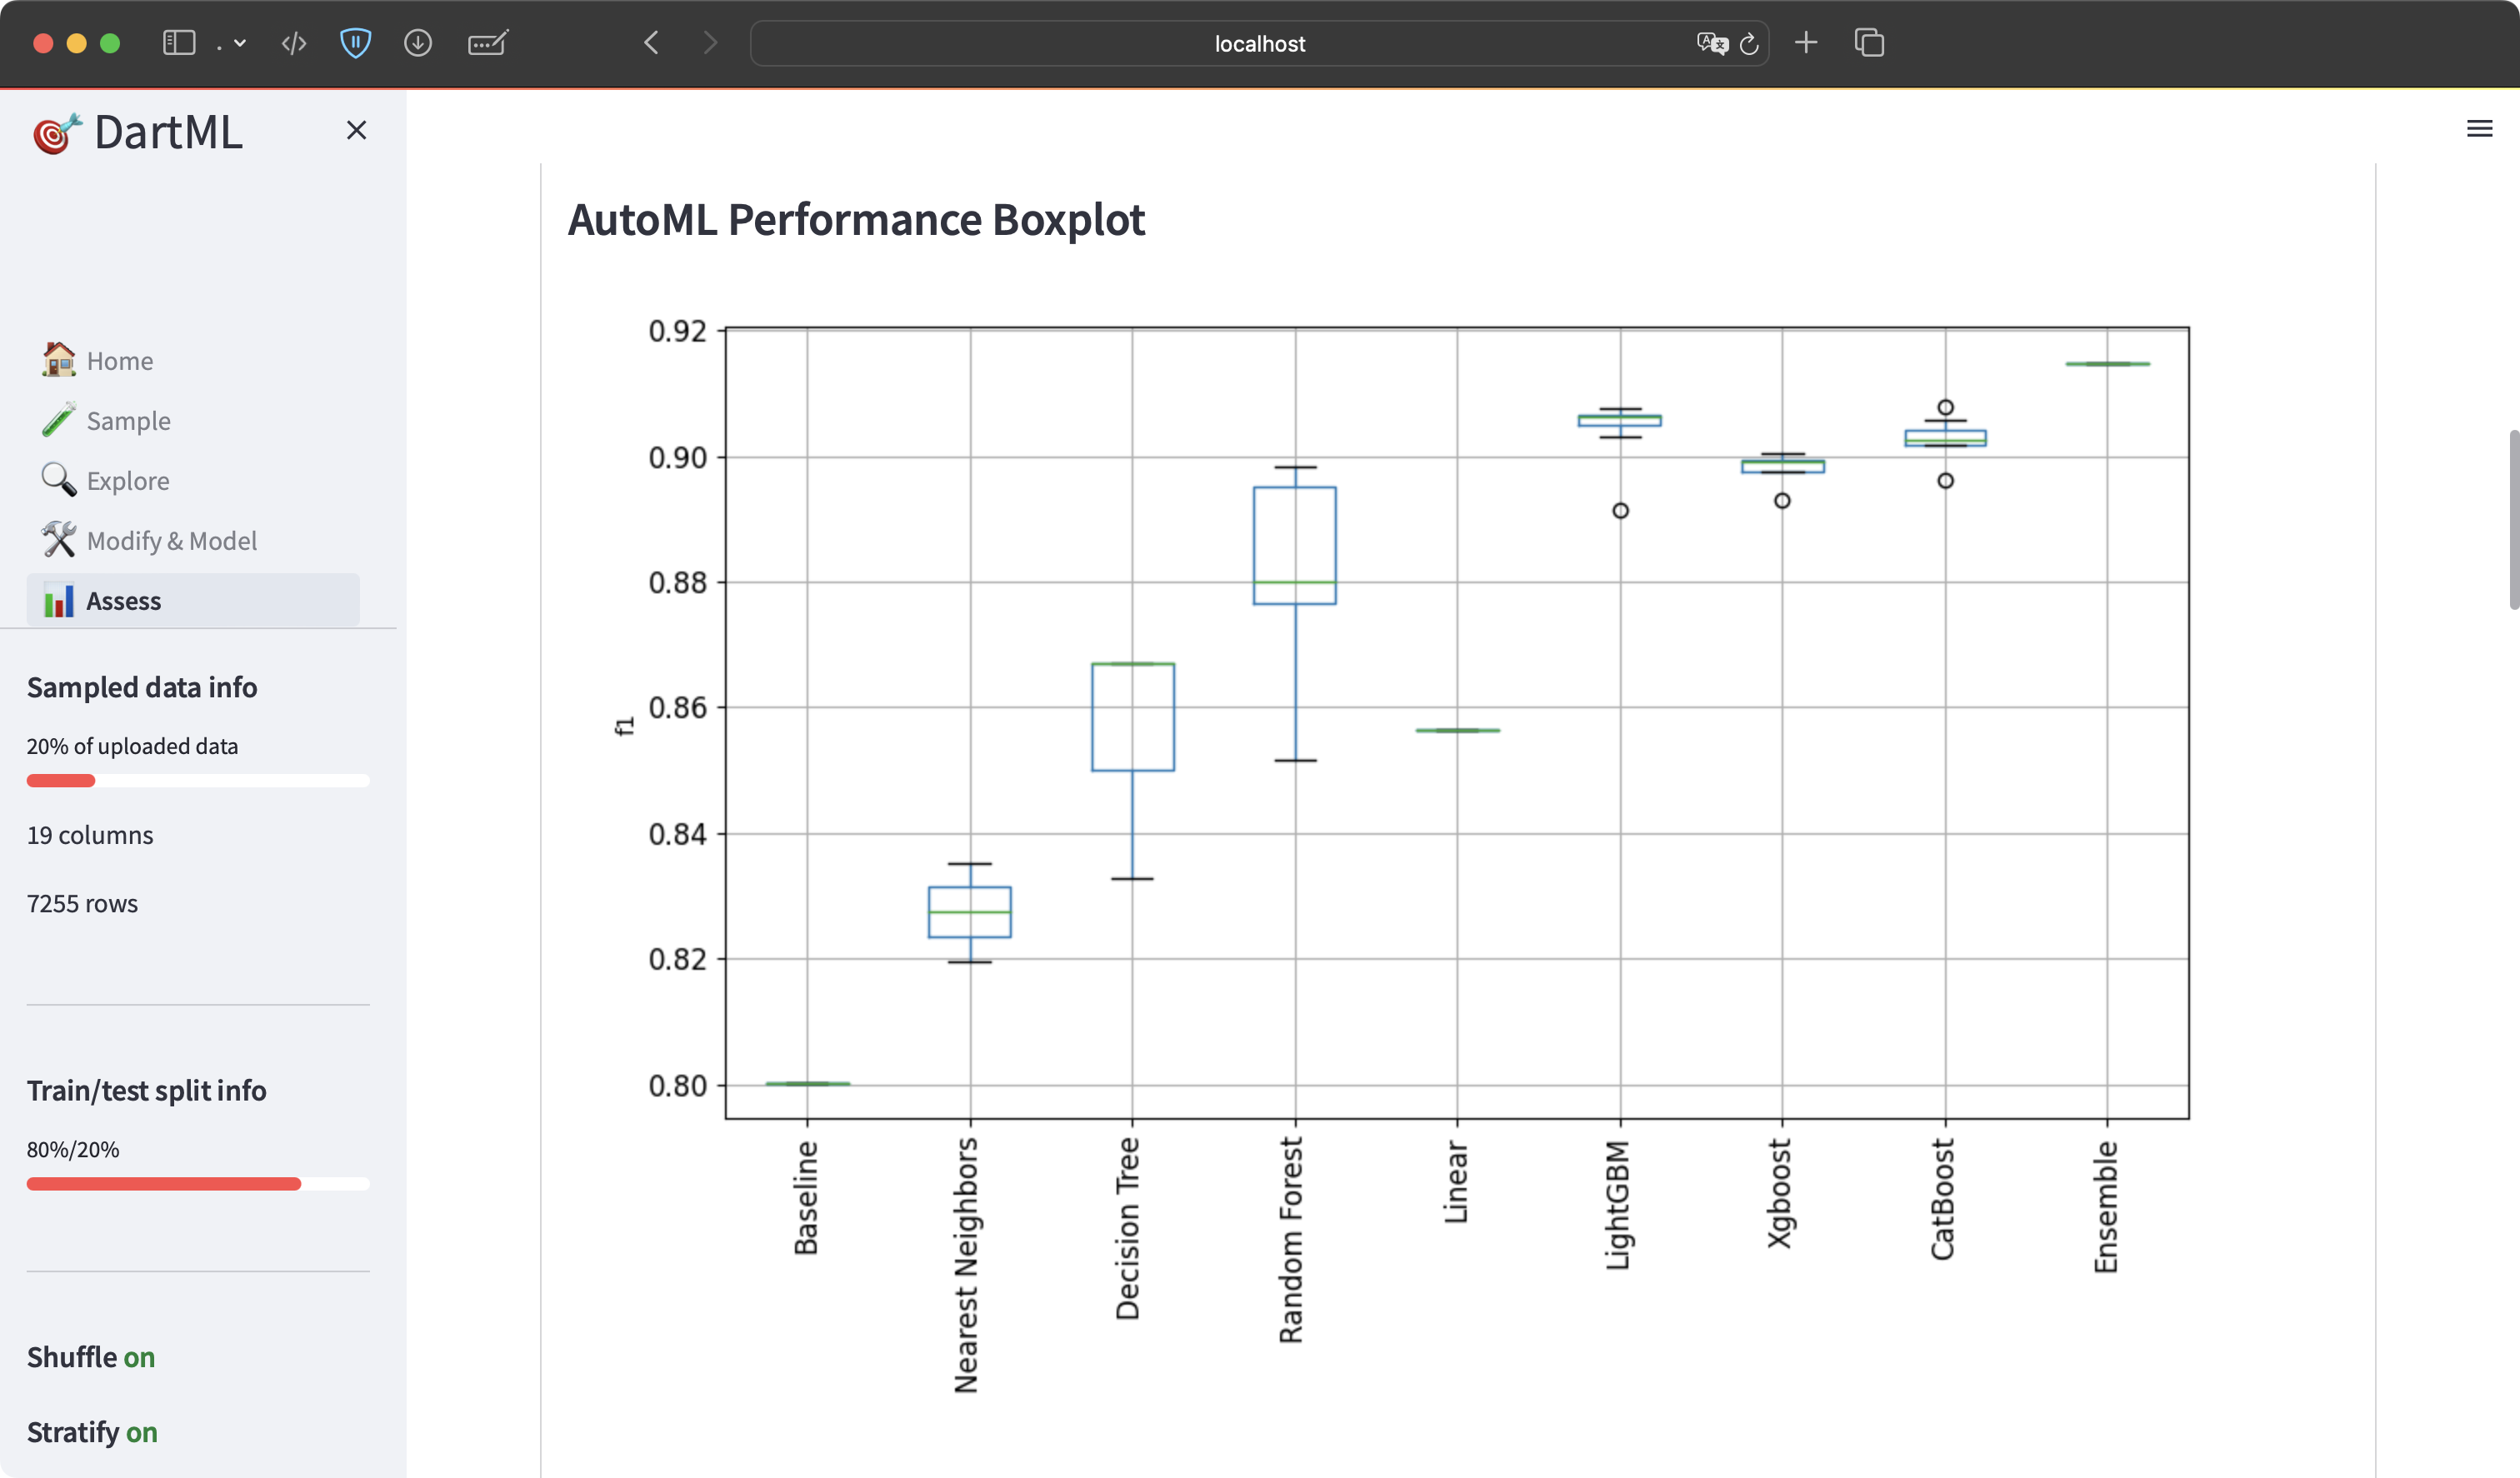 localhost
DartML
Home
Sample
Explore
Modify & Model
Assess
Sampled data info
20% of uploaded data
19 columns
7255 rows
Train/test split info
80%/20%
Shuffle on
Stratify on
AutoML Performance Boxplot
f1
0.92
0.90
0.88
0.86
0.84
0.82
0.80
Baseline
Nearest Neighbors
Decision Tree
Random Forest
Linear
LightGBM
Xgboost
CatBoost
Ensemble